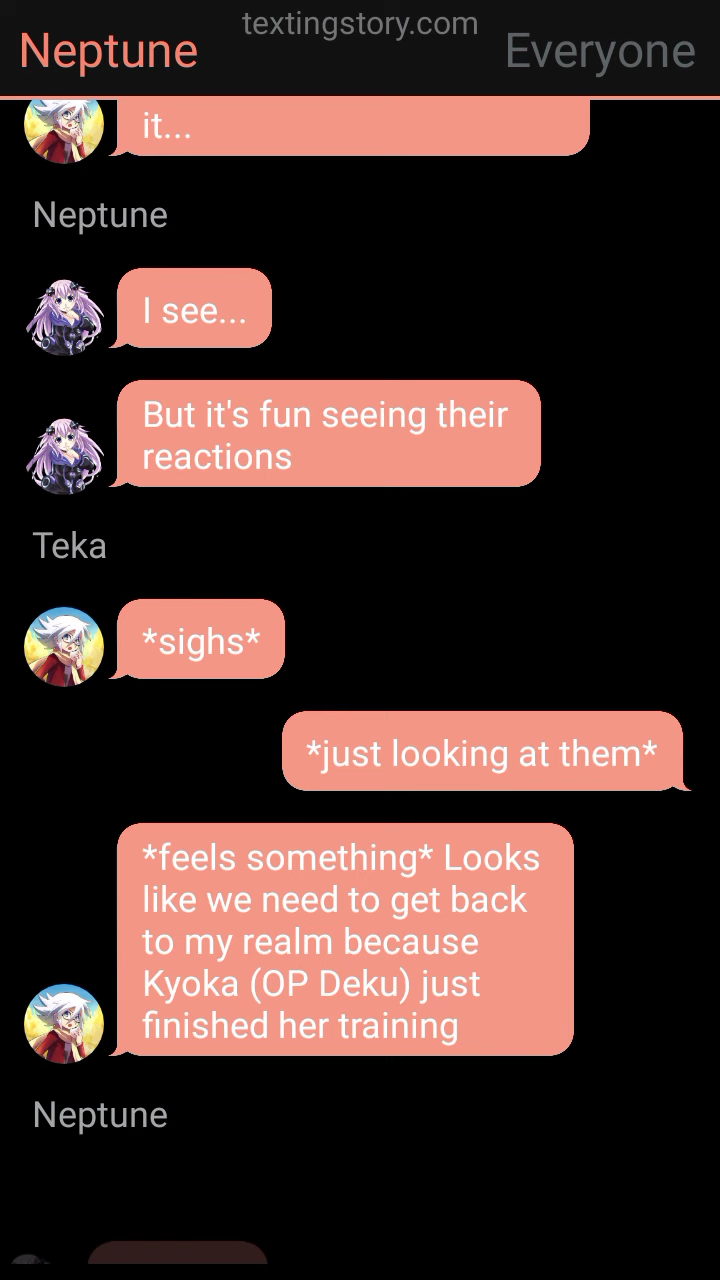 textingstory.com
Neptune
Everyone
it...
Neptune
I see...
But it's fun seeing their
reactions
Teka
*sighs*
*just looking at them*
*feels something* Looks
like we need to get back
to my realm because
Kyoka (OP Deku) just
finished her training
Neptune